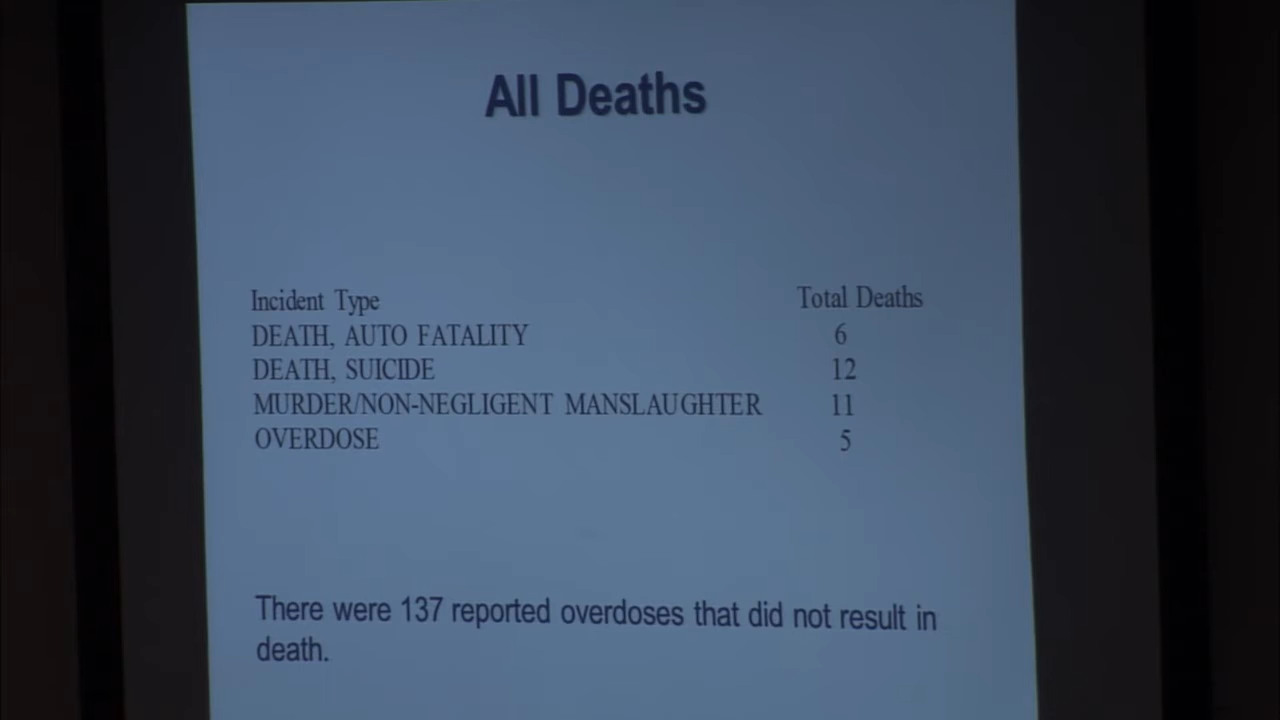 All Deaths
Incident Type Total Deaths
DEATH, AUTO FATALITY 6
DEATH, SUICIDE 12
MURDER/NON-NEGLIGENT MANSLAUGHTER 11
OVERDOSE 5
There were 137 reported overdoses that did not result in
death.